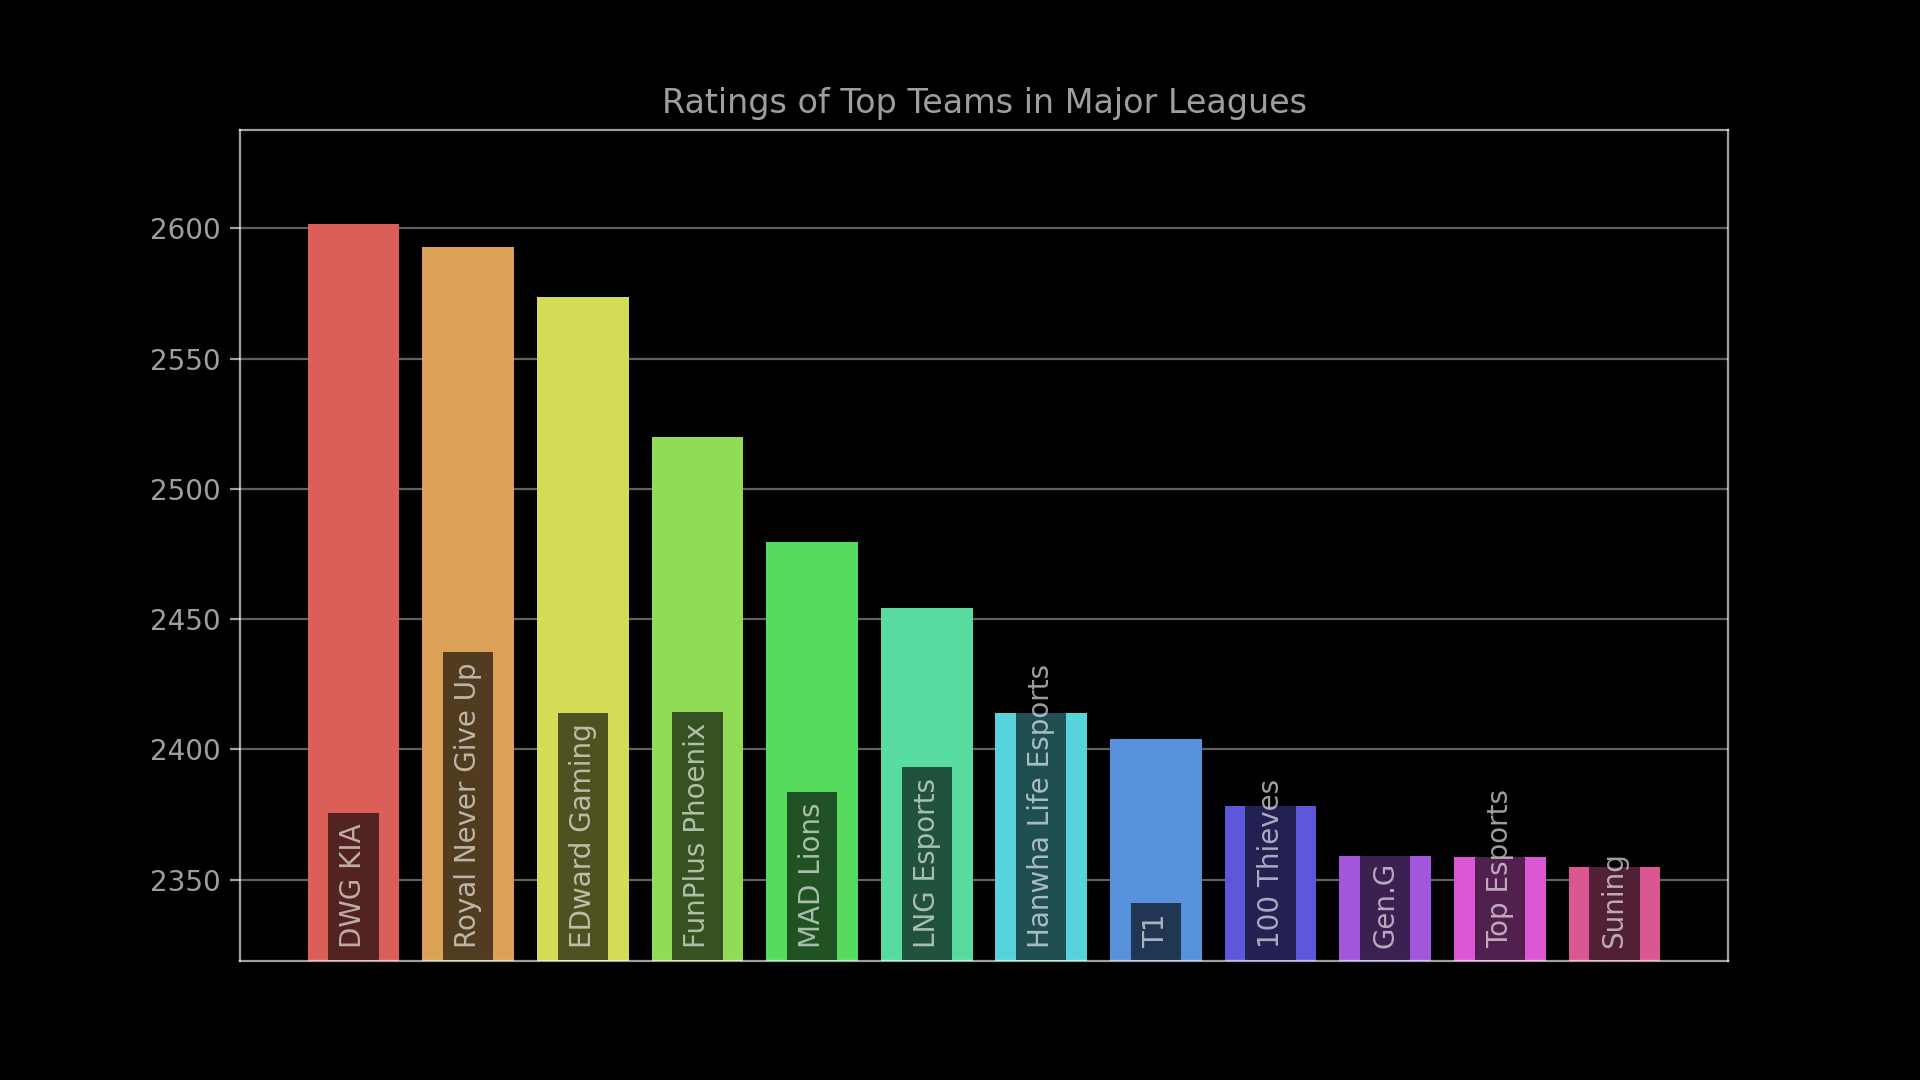 Ratings of Top Teams in Major Leagues
2600
2550
2500
2450
2400
2350
DWG KIA
Royal Never Give Up
EDward Gaming
FunPlus Phoenix
MAD Lions
LNG Esports
Hanwha Life Esports
T1
100 Thieves
Gen.G
Top Esports
Suning